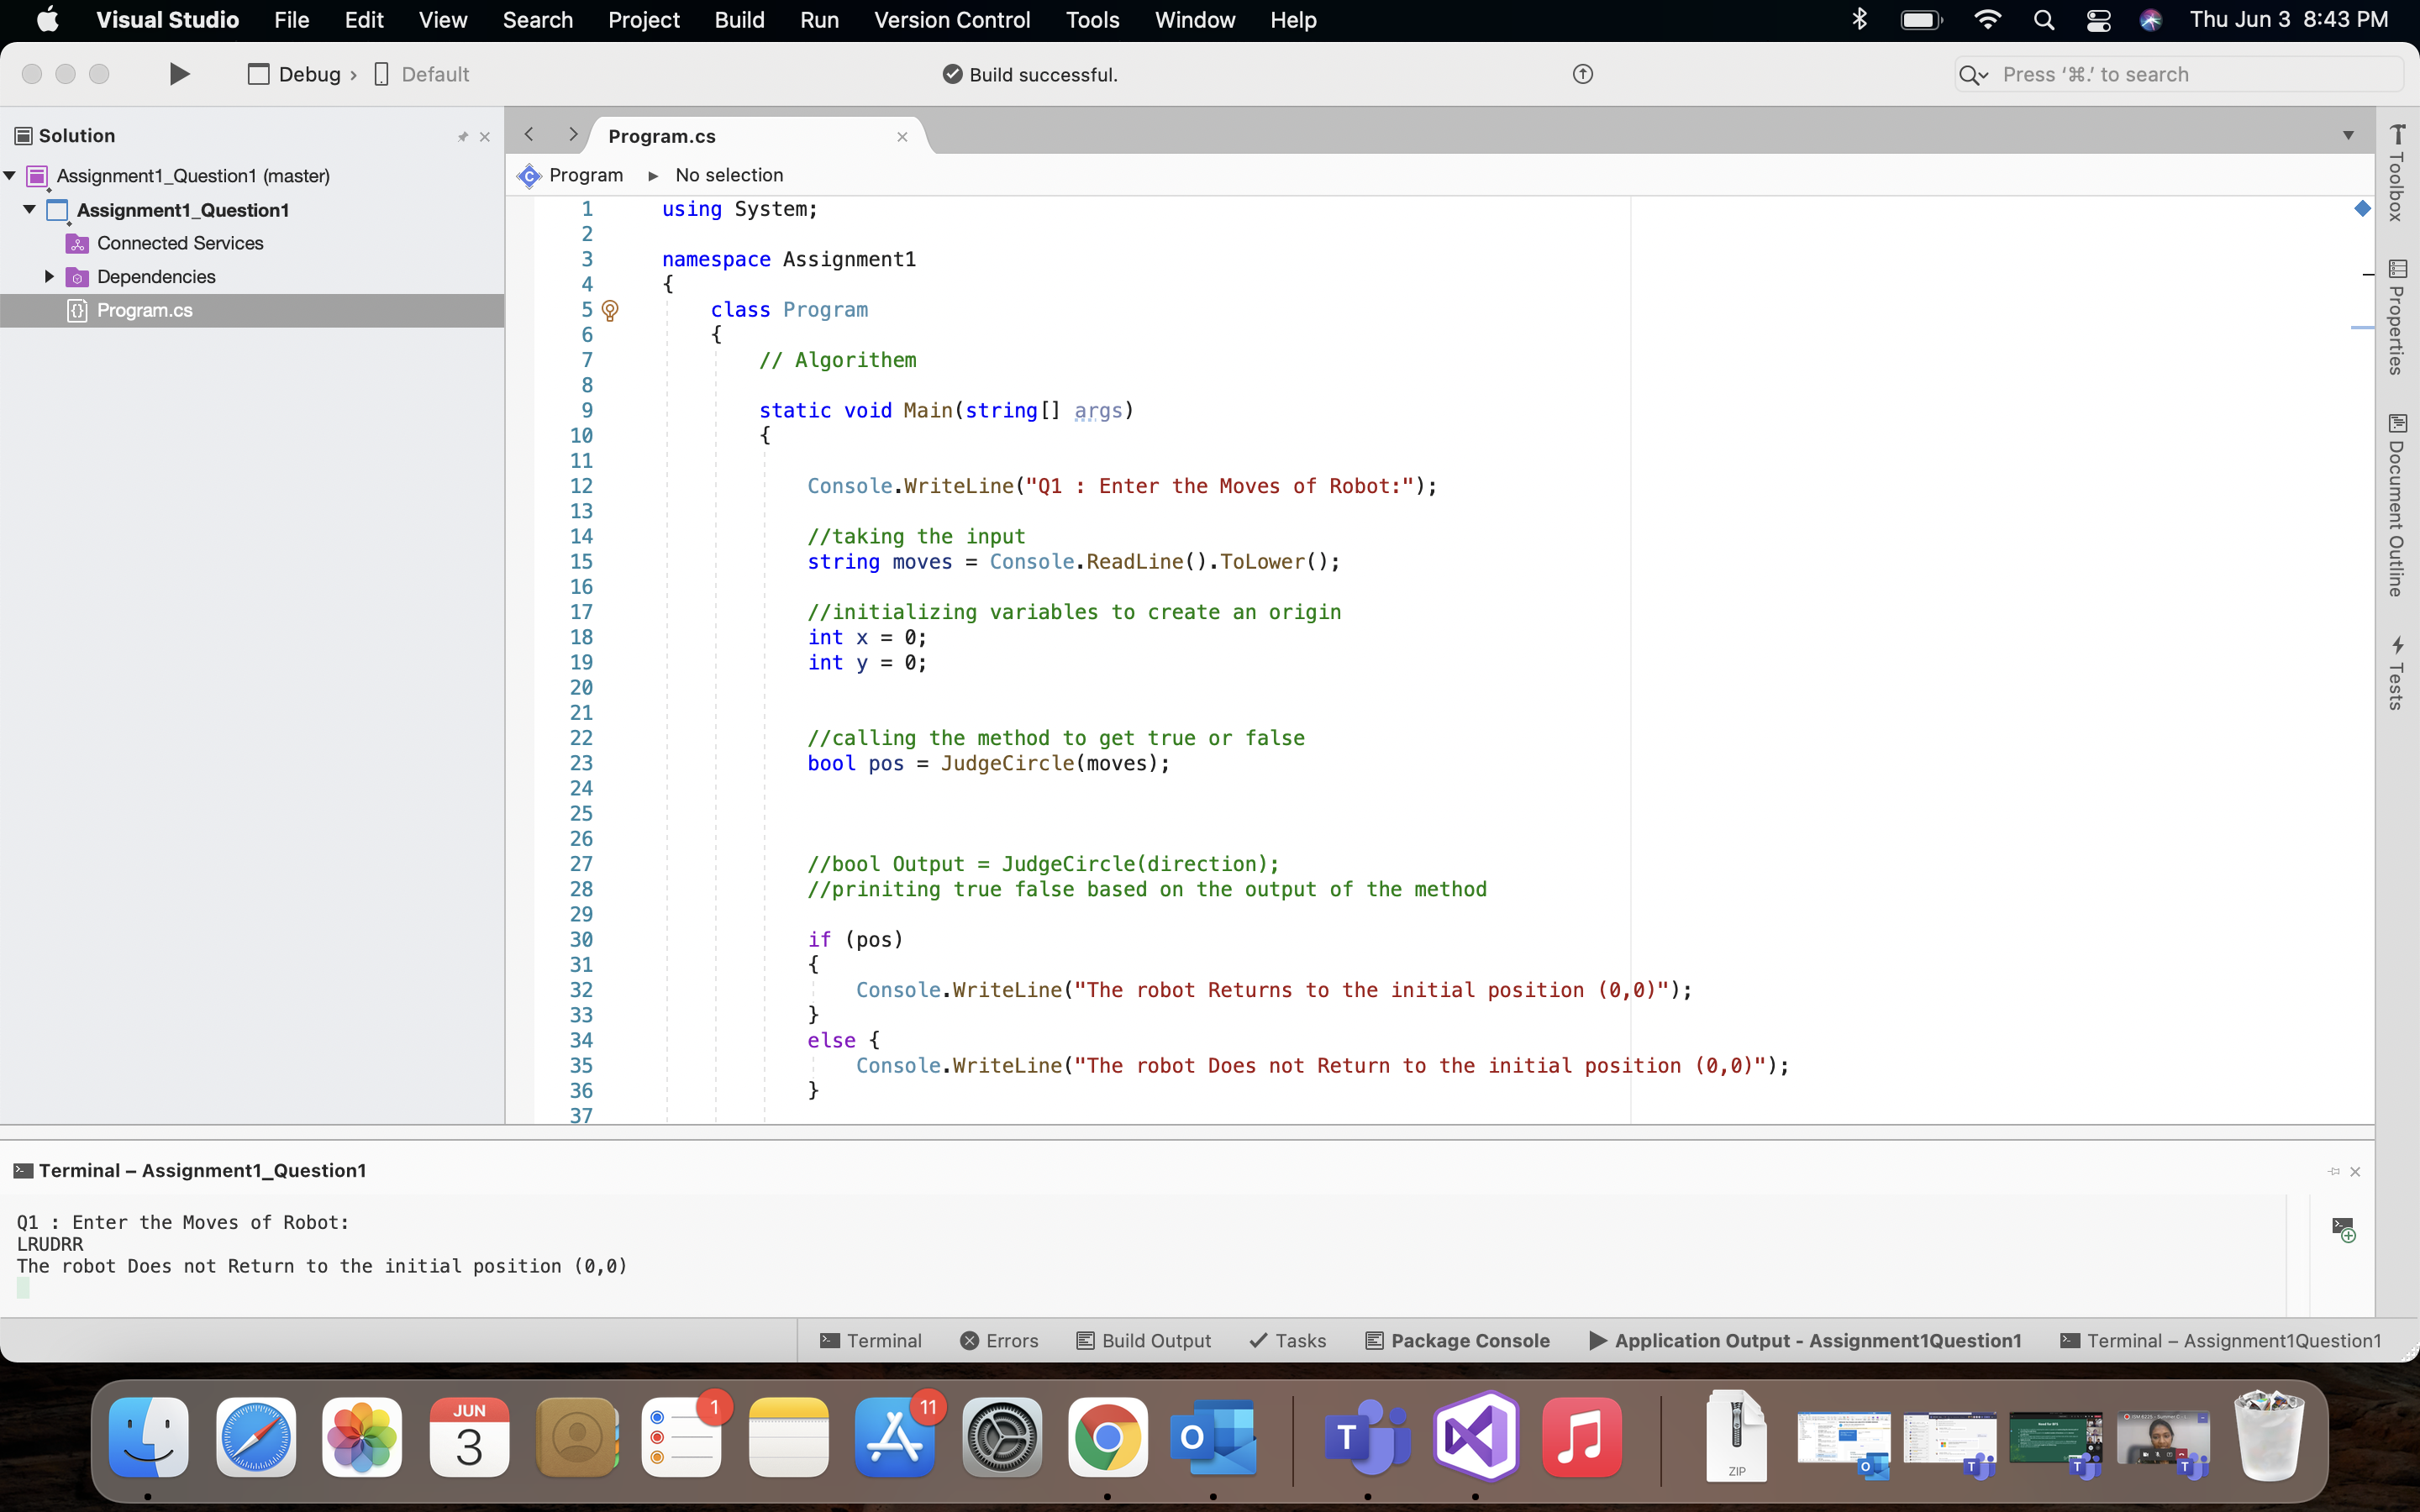 Visual Studio File Edit View Search Project Build Run Version Control Tools Window Help Thu Jun 3 8:43 PM
Debug › Default Build successful. Press ‘⌘.’ to search
Solution
Assignment1_Question1 (master)
Assignment1_Question1
Connected Services
Dependencies
Program.cs
Program.cs
Program ▸ No selection
1 using System;
2
3 namespace Assignment1
4 {
5 class Program
6 {
7 // Algorithem
8
9 static void Main(string[] args)
10 {
11
12 Console.WriteLine("Q1 : Enter the Moves of Robot:");
13
14 //taking the input
15 string moves = Console.ReadLine().ToLower();
16
17 //initializing variables to create an origin
18 int x = 0;
19 int y = 0;
20
21
22 //calling the method to get true or false
23 bool pos = JudgeCircle(moves);
24
25
26
27 //bool Output = JudgeCircle(direction);
28 //priniting true false based on the output of the method
29
30 if (pos)
31 {
32 Console.WriteLine("The robot Returns to the initial position (0,0)");
33 }
34 else {
35 Console.WriteLine("The robot Does not Return to the initial position (0,0)");
36 }
37
Toolbox
Properties
Document Outline
Tests
Terminal – Assignment1_Question1
Q1 : Enter the Moves of Robot:
LRUDRR
The robot Does not Return to the initial position (0,0)
Terminal Errors Build Output Tasks Package Console Application Output - Assignment1Question1 Terminal – Assignment1Question1
JUN
3
1
11
O
T
ZIP